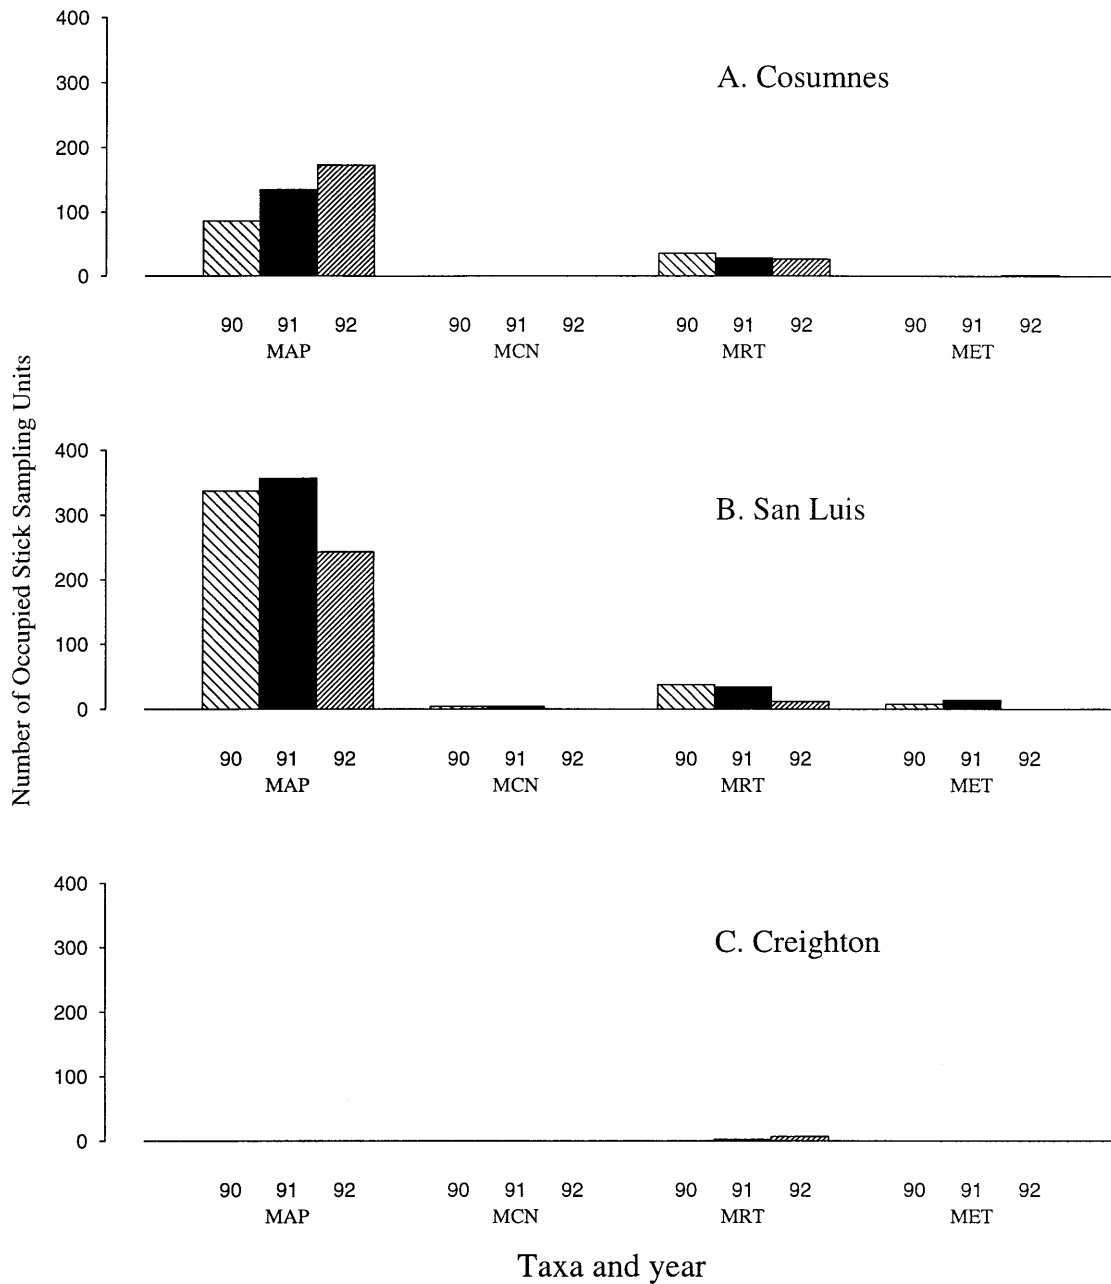 Number of Occupied Stick Sampling Units
400
300
200
100
0
A. Cosumnes
90 91 92 90 91 92 90 91 92 90 91 92
MAP MCN MRT MET
400
300
200
100
0
B. San Luis
90 91 92 90 91 92 90 91 92 90 91 92
MAP MCN MRT MET
400
300
200
100
0
C. Creighton
90 91 92 90 91 92 90 91 92 90 91 92
MAP MCN MRT MET
Taxa and year